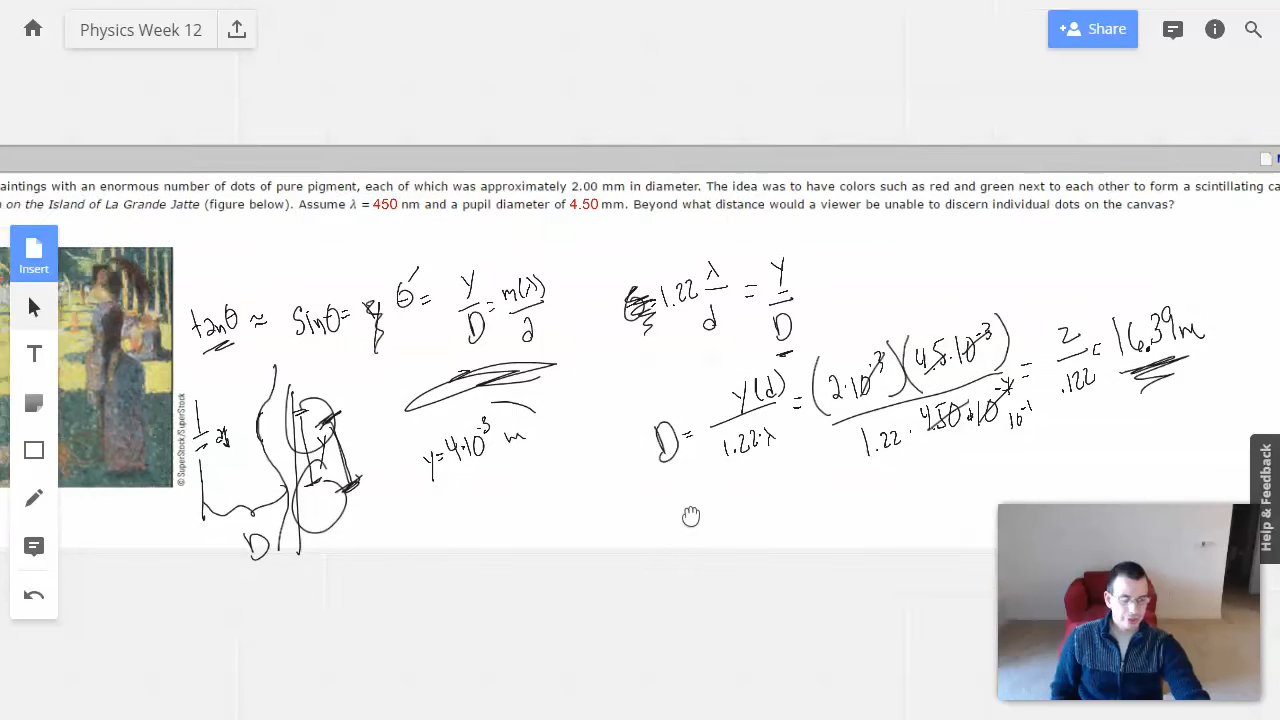 Physics Week 12
Share
aintings with an enormous number of dots of pure pigment, each of which was approximately 2.00 mm in diameter. The idea was to have colors such as red and green next to each other to form a scintillating ca
on the Island of La Grande Jatte (figure below). Assume λ = 450 nm and a pupil diameter of 4.50 mm. Beyond what distance would a viewer be unable to discern individual dots on the canvas?
Insert
T
© SuperStock/SuperStock
tanθ ≈ sinθ=
θ = Y/D = m(λ)/d
= 1.22 λ/d = Y/D
D = y(d)/1.22·λ = (2·10⁻³)(4.5·10⁻³)/1.22·450·10⁻⁹ = 2/.122 = 16.39m
10⁻¹
y=4·10⁻³ m
Y
D
Help & Feedback